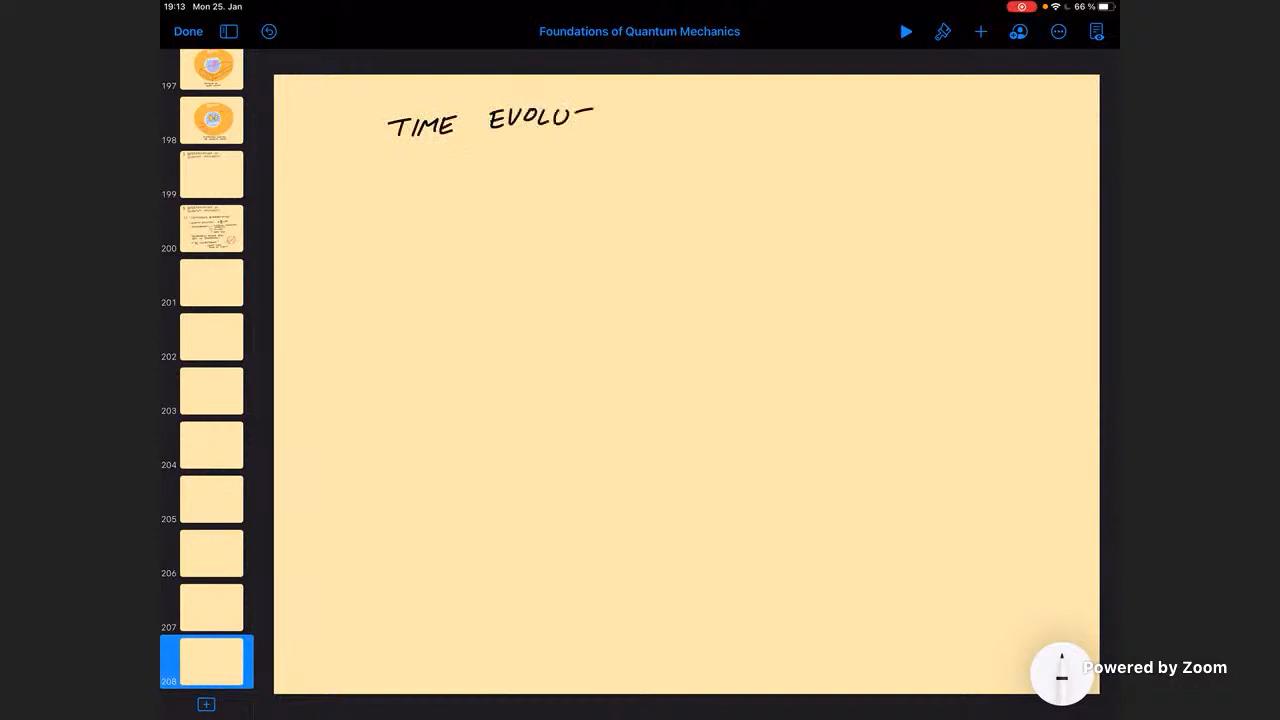 19:13 Mon 25. Jan
66 %
Done
Foundations of Quantum Mechanics
TIME EVOLU
197
198
199
200
201
202
203
204
205
206
207
208
Powered by Zoom